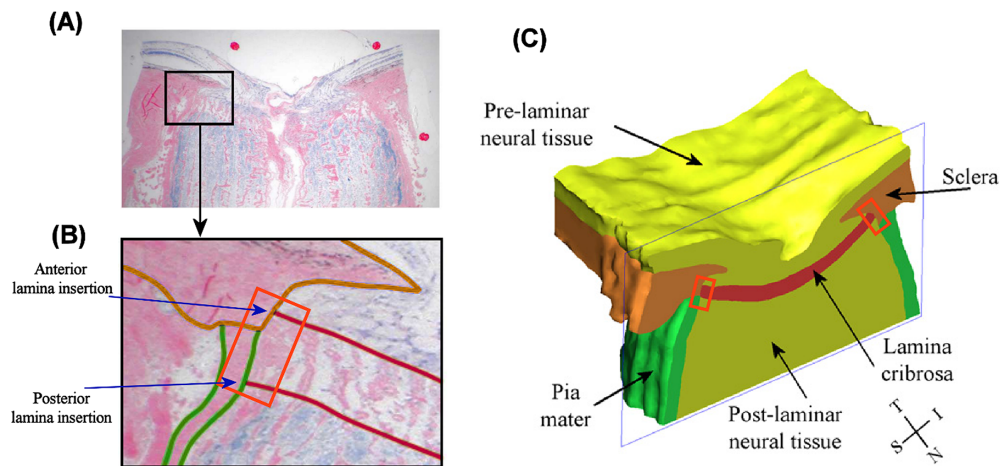 (A)
(B)
Anterior
lamina insertion
Posterior
lamina insertion
(C)
Pre-laminar
neural tissue
Sclera
Lamina
cribrosa
Pia
mater
Post-laminar
neural tissue
T
I
S
N